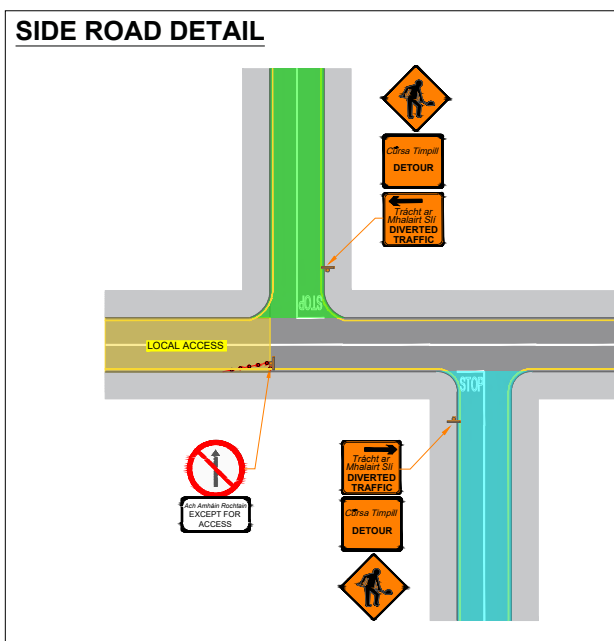 SIDE ROAD DETAIL
Cúrsa Timpill
DETOUR
Trácht ar
Mhalairt Slí
DIVERTED
TRAFFIC
STOP
LOCAL ACCESS
STOP
Ach Amháin Rochtain
EXCEPT FOR
ACCESS
Trácht ar
Mhalairt Slí
DIVERTED
TRAFFIC
Cúrsa Timpill
DETOUR